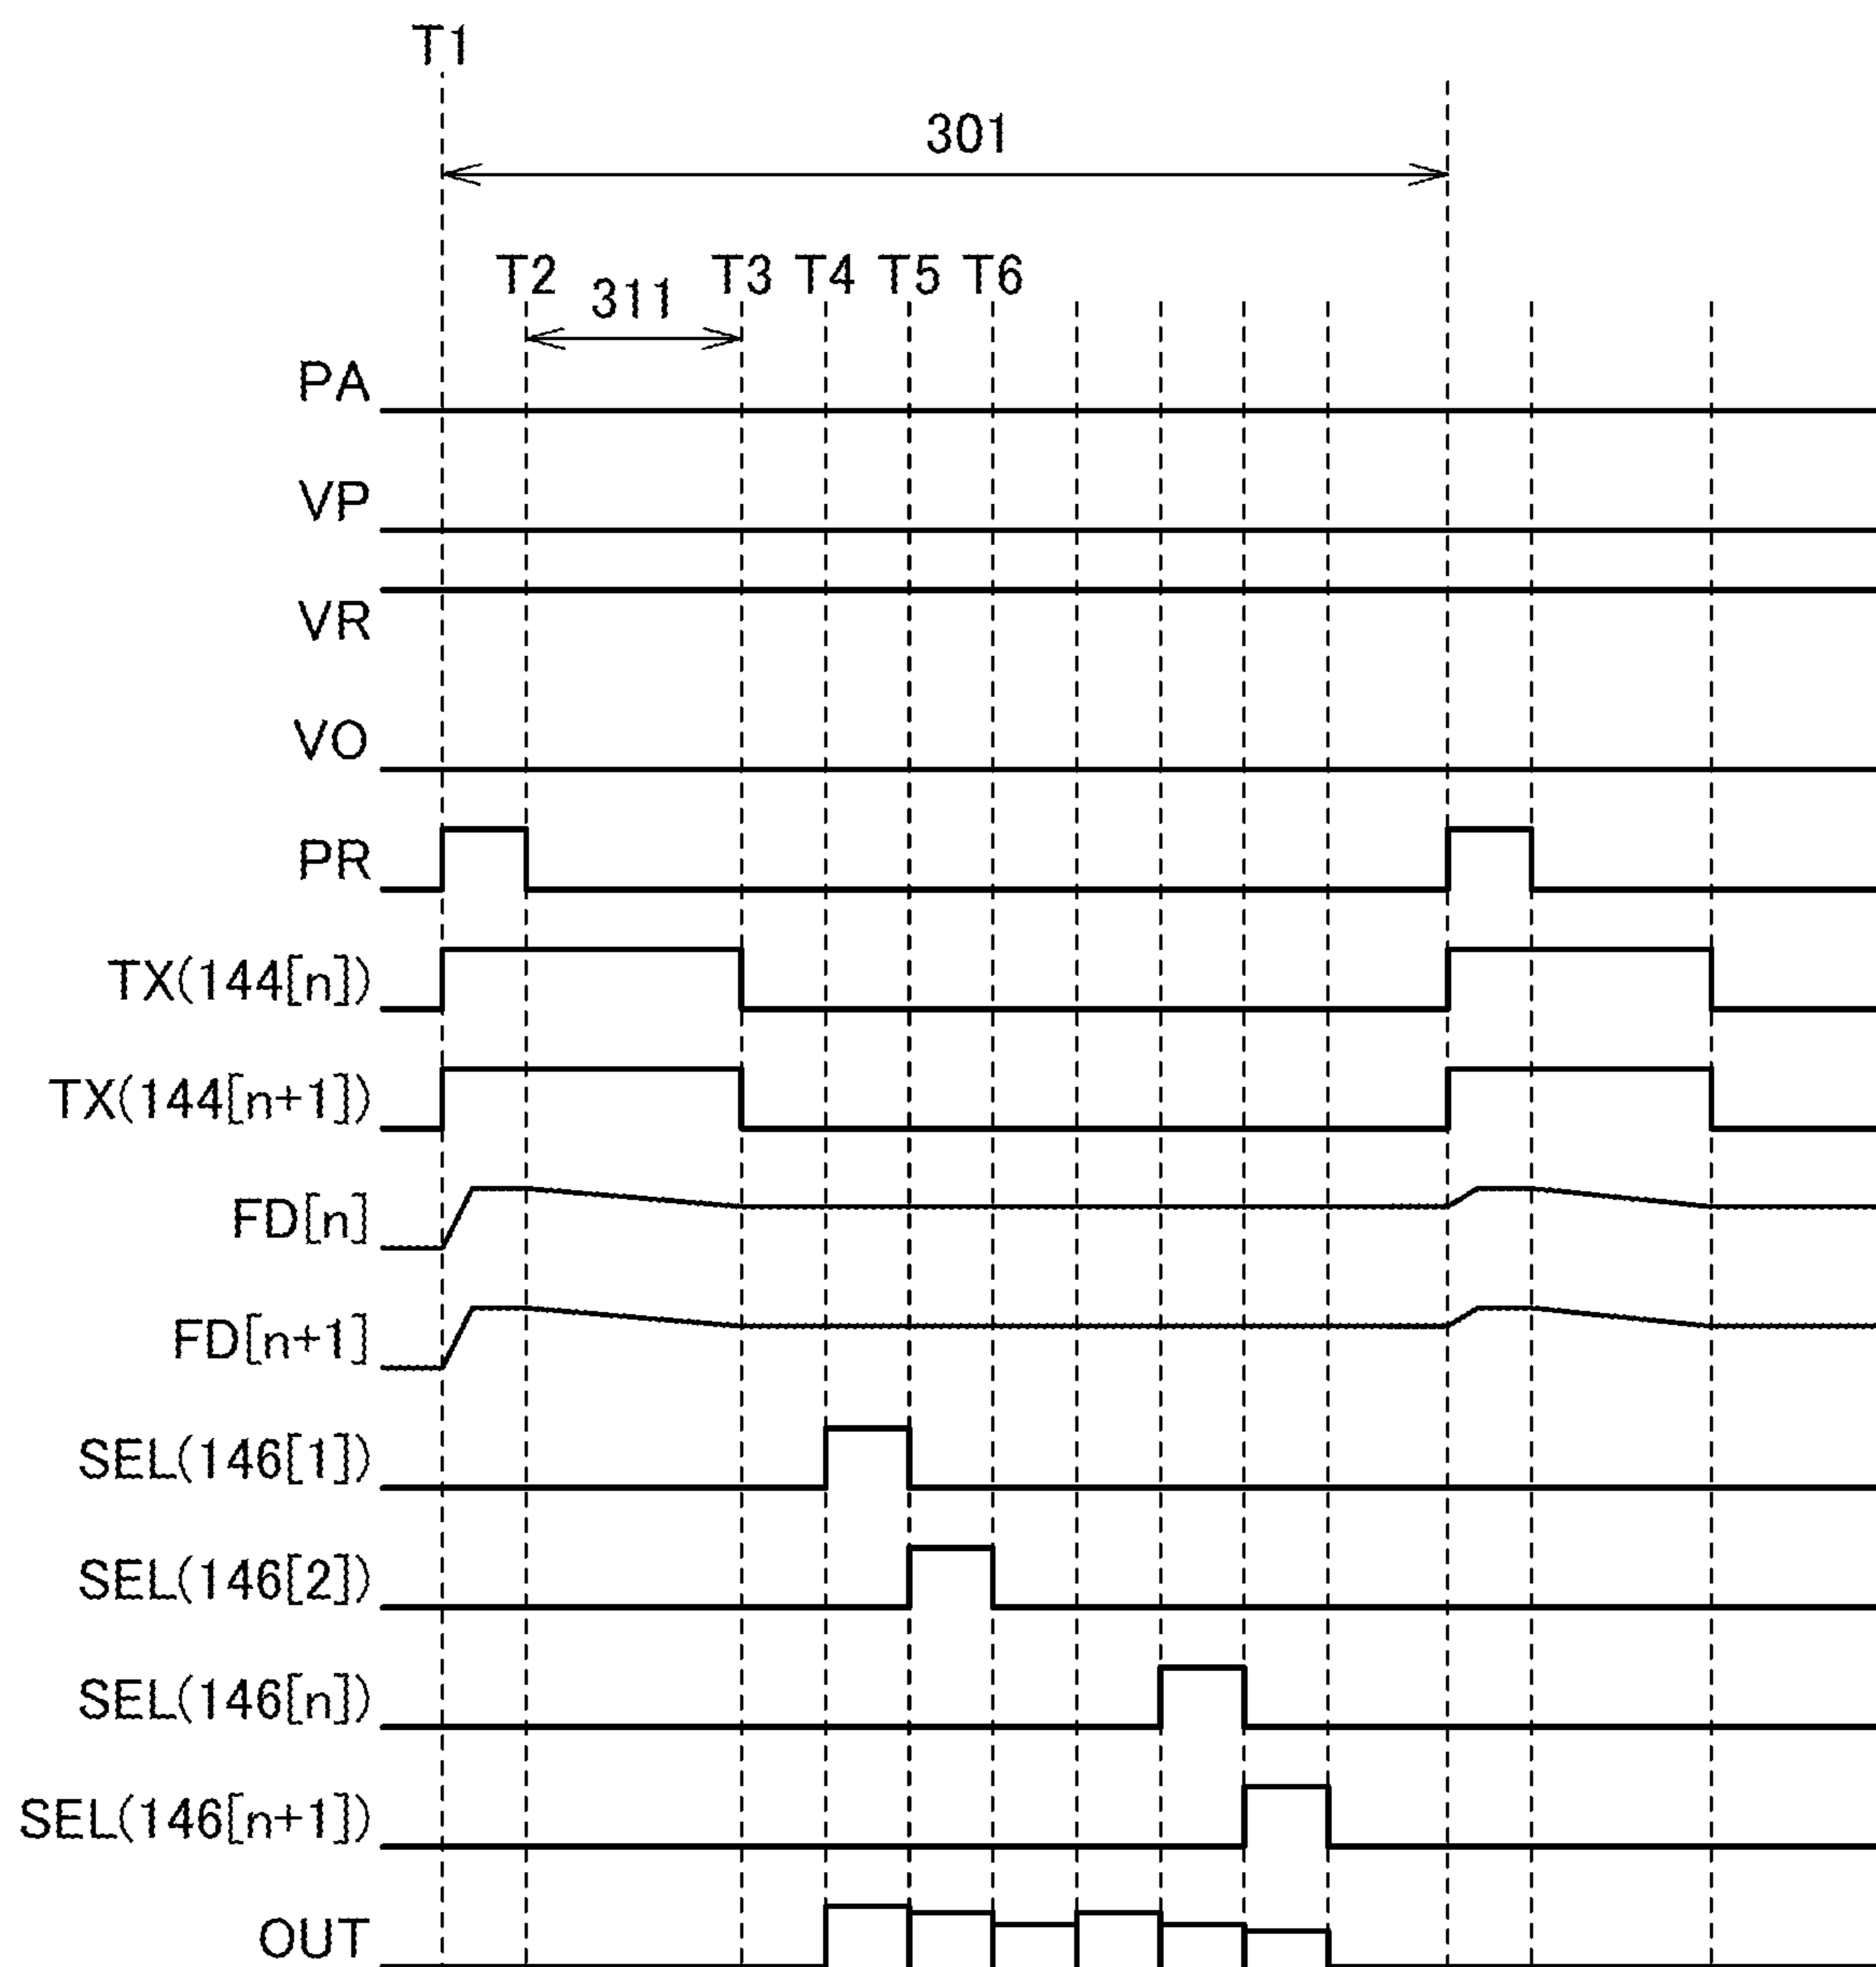 T1
301
T2 311 T3 T4 T5 T6
PA
VP
VR
VO
PR
TX(144[n])
TX(144[n+1])
FD[n]
FD[n+1]
SEL(146[1])
SEL(146[2])
SEL(146[n])
SEL(146[n+1])
OUT